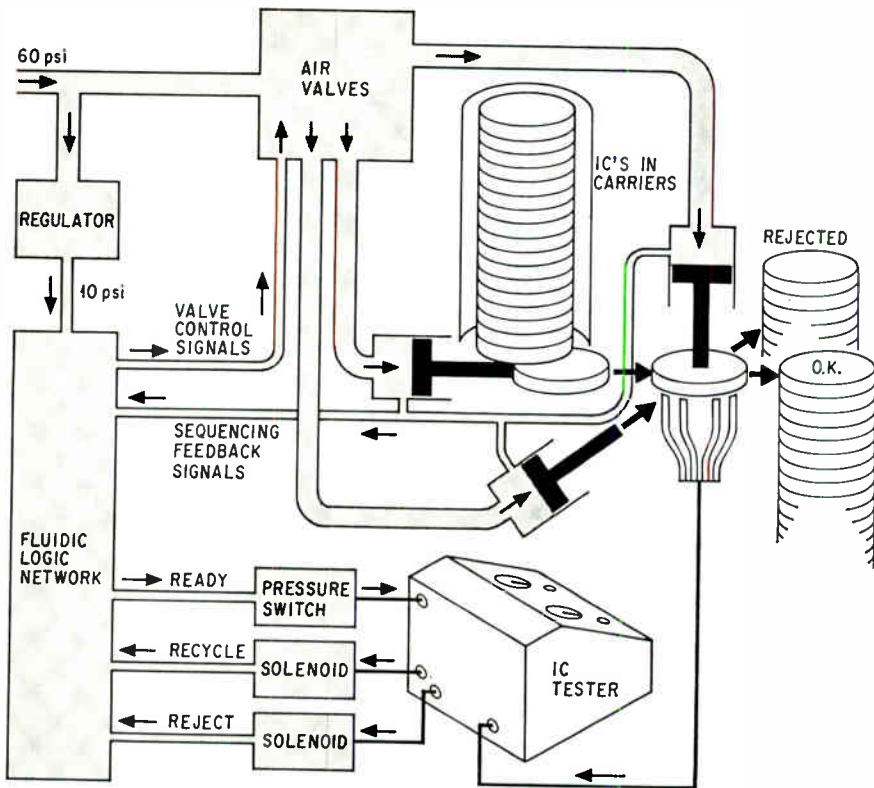 60 psi
AIR
VALVES
IC'S IN
CARRIERS
REGULATOR
REJECTED
10 psi
VALVE
CONTROL
SIGNALS
O.K.
SEQUENCING
FEEDBACK
SIGNALS
FLUIDIC
LOGIC
NETWORK
READY
PRESSURE
SWITCH
RECYCLE
SOLENOID
IC
TESTER
REJECT
SOLENOID